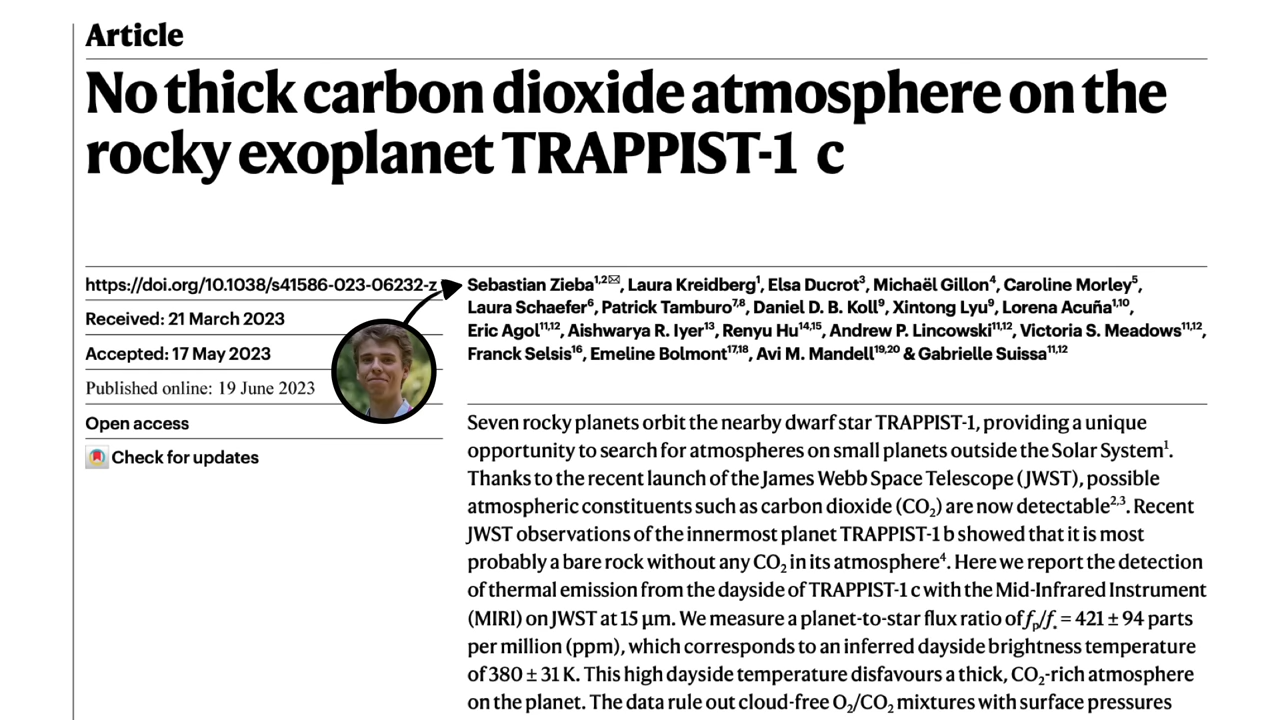 Article
No thick carbon dioxide atmosphere on the
rocky exoplanet TRAPPIST-1 c
https://doi.org/10.1038/s41586-023-06232-z
Received: 21 March 2023
Accepted: 17 May 2023
Published online: 19 June 2023
Open access
Check for updates
Sebastian Zieba1,2✉, Laura Kreidberg1, Elsa Ducrot3, Michaël Gillon4, Caroline Morley5,
Laura Schaefer6, Patrick Tamburo7,8, Daniel D. B. Koll9, Xintong Lyu9, Lorena Acuña1,10,
Eric Agol11,12, Aishwarya R. Iyer13, Renyu Hu14,15, Andrew P. Lincowski11,12, Victoria S. Meadows11,12,
Franck Selsis16, Emeline Bolmont17,18, Avi M. Mandell19,20 & Gabrielle Suissa11,12
Seven rocky planets orbit the nearby dwarf star TRAPPIST-1, providing a unique
opportunity to search for atmospheres on small planets outside the Solar System1.
Thanks to the recent launch of the James Webb Space Telescope (JWST), possible
atmospheric constituents such as carbon dioxide (CO2) are now detectable2,3. Recent
JWST observations of the innermost planet TRAPPIST-1 b showed that it is most
probably a bare rock without any CO2 in its atmosphere4. Here we report the detection
of thermal emission from the dayside of TRAPPIST-1 c with the Mid-Infrared Instrument
(MIRI) on JWST at 15 µm. We measure a planet-to-star flux ratio of fp/f* = 421 ± 94 parts
per million (ppm), which corresponds to an inferred dayside brightness temperature
of 380 ± 31 K. This high dayside temperature disfavours a thick, CO2-rich atmosphere
on the planet. The data rule out cloud-free O2/CO2 mixtures with surface pressures